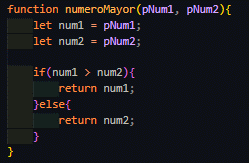 function numeroMayor(pNum1, pNum2){
    let num1 = pNum1;
    let num2 = pNum2;

    if(num1 > num2){
        return num1;
    }else{
        return num2;
    }
}